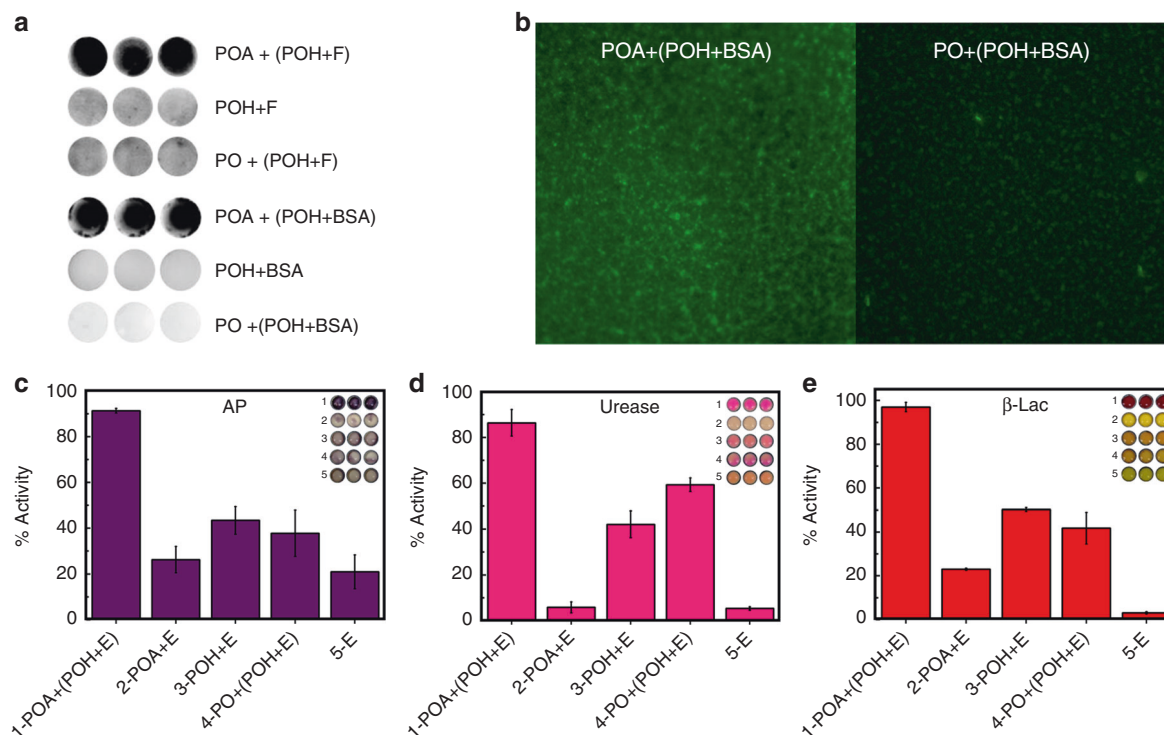 a
POA + (POH+F)
POH+F
PO + (POH+F)
POA + (POH+BSA)
POH+BSA
PO +(POH+BSA)
b
POA+(POH+BSA)
PO+(POH+BSA)
c
100
80
60
40
20
0
% Activity
AP
1
2
3
4
5
1-POA+(POH+E)
2-POA+E
3-POH+E
4-PO+(POH+E)
5-E
d
100
80
60
40
20
0
% Activity
Urease
1
2
3
4
5
1-POA+(POH+E)
2-POA+E
3-POH+E
4-PO+(POH+E)
5-E
e
100
80
60
40
20
0
% Activity
β-Lac
1
2
3
4
5
1-POA+(POH+E)
2-POA+E
3-POH+E
4-PO+(POH+E)
5-E